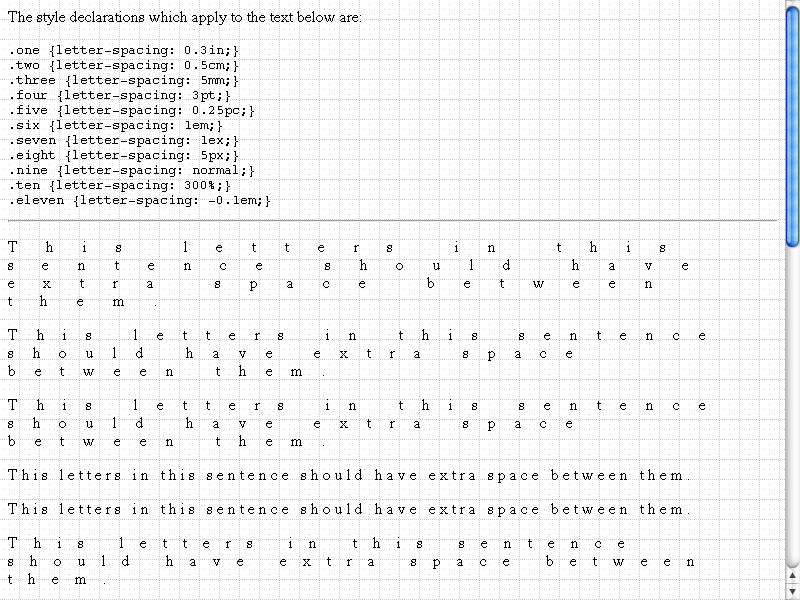 The style declarations which apply to the text below are:
.one {letter-spacing: 0.3in;}
.two {letter-spacing: 0.5cm;}
.three {letter-spacing: 5mm;}
.four {letter-spacing: 3pt;}
.five {letter-spacing: 0.25pc;}
.six {letter-spacing: 1em;}
.seven {letter-spacing: 1ex;}
.eight {letter-spacing: 5px;}
.nine {letter-spacing: normal;}
.ten {letter-spacing: 300%;}
.eleven {letter-spacing: -0.1em;}
This letters in this
sentence should have
extra space between
them.
This letters in this sentence
should have extra space
between them.
This letters in this sentence
should have extra space
between them.
This letters in this sentence should have extra space between them.
This letters in this sentence should have extra space between them.
This letters in this sentence
should have extra space between
them.